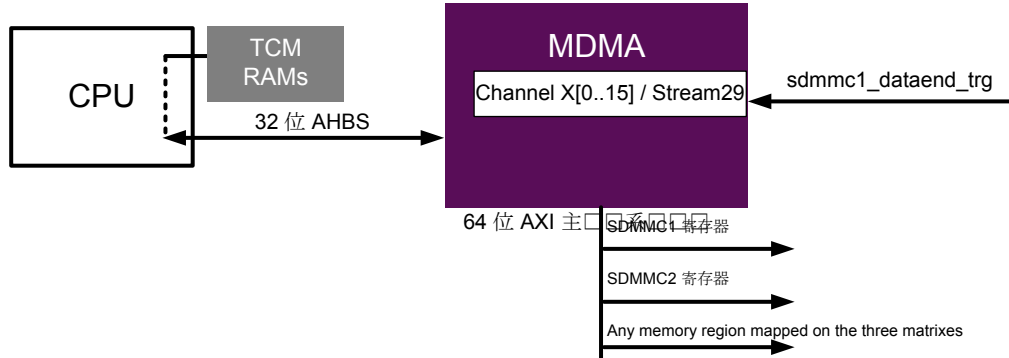 TCM
RAMs
CPU
32 位 AHBS
MDMA
Channel X[0..15] / Stream29
sdmmc1_dataend_trg
64 位 AXI 主
SDMMC1 寄存器
SDMMC2 寄存器
Any memory region mapped on the three matrixes